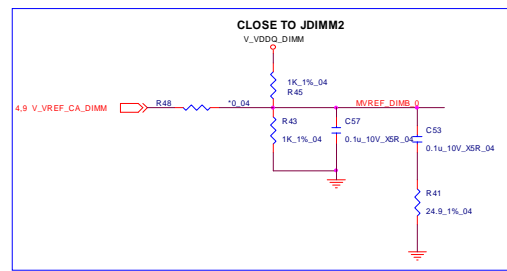 CLOSE TO JDIMM2
V_VDDQ_DIMM
1K_1%_04
R45
4,9 V_VREF_CA_DIMM
R48
*0_04
MVREF_DIMB_0
R43
1K_1%_04
C57
0.1u_10V_X5R_04
C53
0.1u_10V_X5R_04
R41
24.9_1%_04